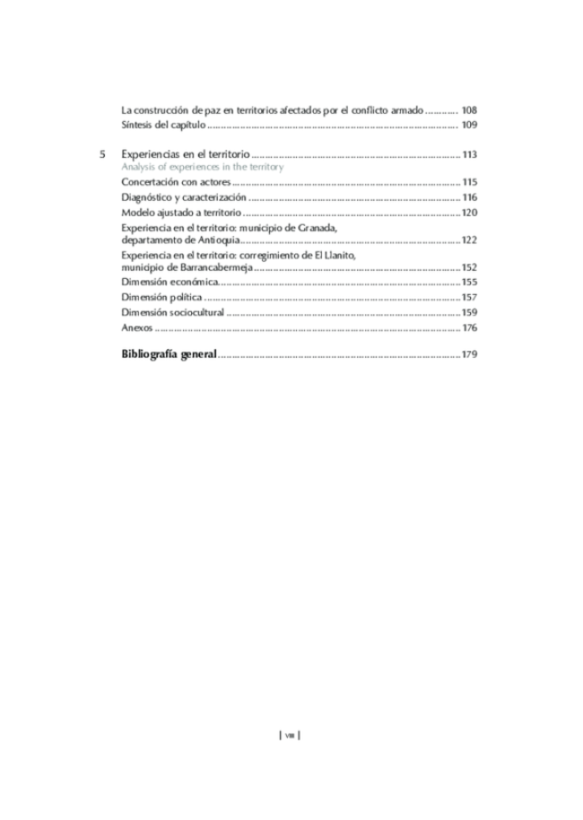 La construcción de paz en territorios afectados por el conflicto armado ............ 108
Síntesis del capítulo ............................................................ 109
5 Experiencias en el territorio ............................................................ 113
Analysis of experiences in the territory
Concertación con actores ............................................................ 115
Diagnóstico y caracterización ............................................................ 116
Modelo ajustado a territorio ............................................................ 120
Experiencia en el territorio: municipio de Granada,
departamento de Antioquia ............................................................ 122
Experiencia en el territorio: corregimiento de El Llanito,
municipio de Barrancabermeja ............................................................ 152
Dimensión económica ............................................................ 155
Dimensión política ............................................................ 157
Dimensión sociocultural ............................................................ 159
Anexos ............................................................ 176
Bibliografía general ............................................................ 179
| VIII |